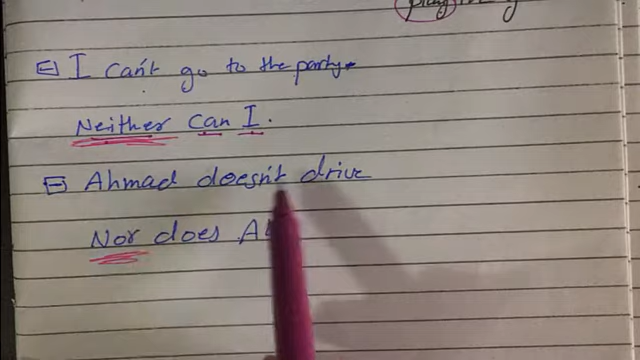 I can't go to the party.
Neither can I.
Ahmad doesn't drive
Nor does